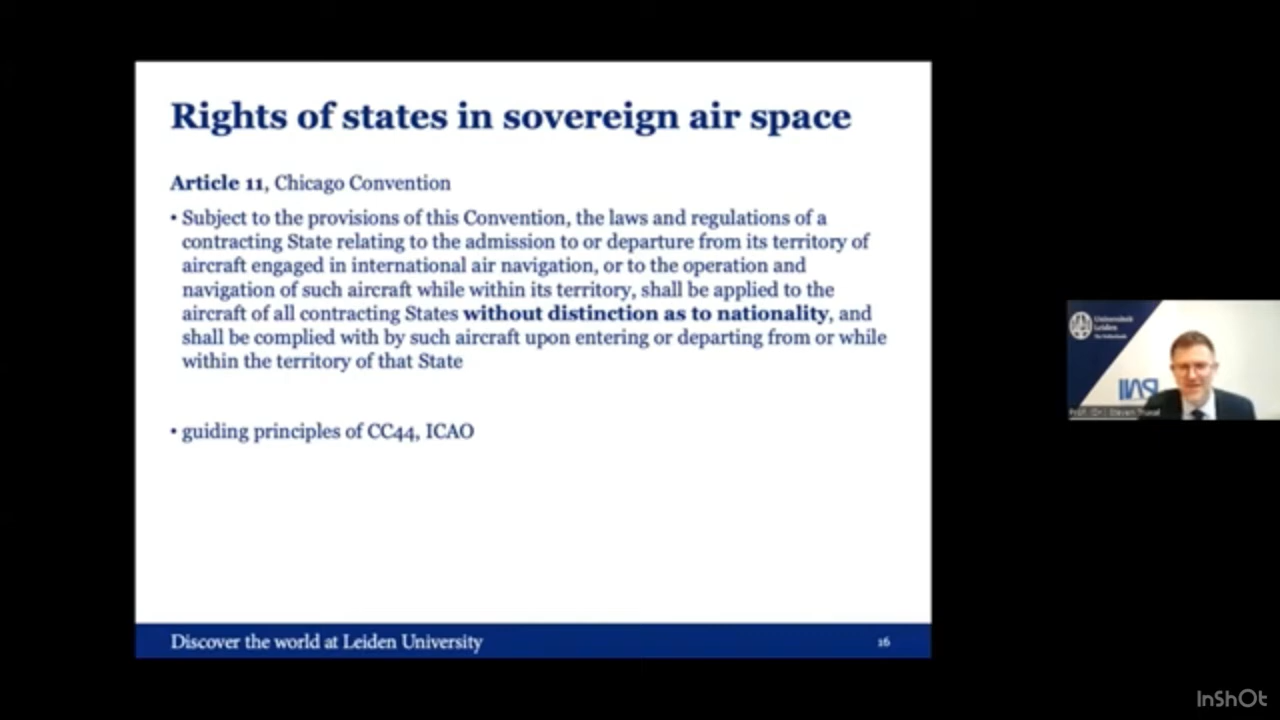 Rights of states in sovereign air space
Article 11, Chicago Convention
• Subject to the provisions of this Convention, the laws and regulations of a
contracting State relating to the admission to or departure from its territory of
aircraft engaged in international air navigation, or to the operation and
navigation of such aircraft while within its territory, shall be applied to the
aircraft of all contracting States without distinction as to nationality, and
shall be complied with by such aircraft upon entering or departing from or while
within the territory of that State
• guiding principles of CC44, ICAO
Discover the world at Leiden University
16
Universiteit
Leiden
Prof. Dr. Steven
InShOt